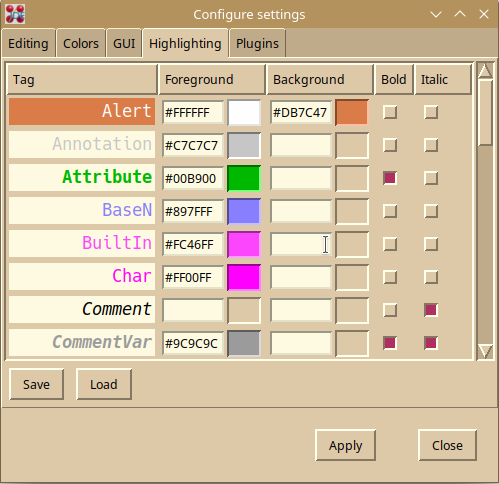 Configure settings
Editing Colors GUI Highlighting Plugins
Tag Foreground Background Bold Italic
Alert #FFFFFF #DB7C47
Annotation #C7C7C7
Attribute #00B900
BaseN #897FFF
BuiltIn #FC46FF
Char #FF00FF
Comment
CommentVar #9C9C9C
Save Load
Apply Close